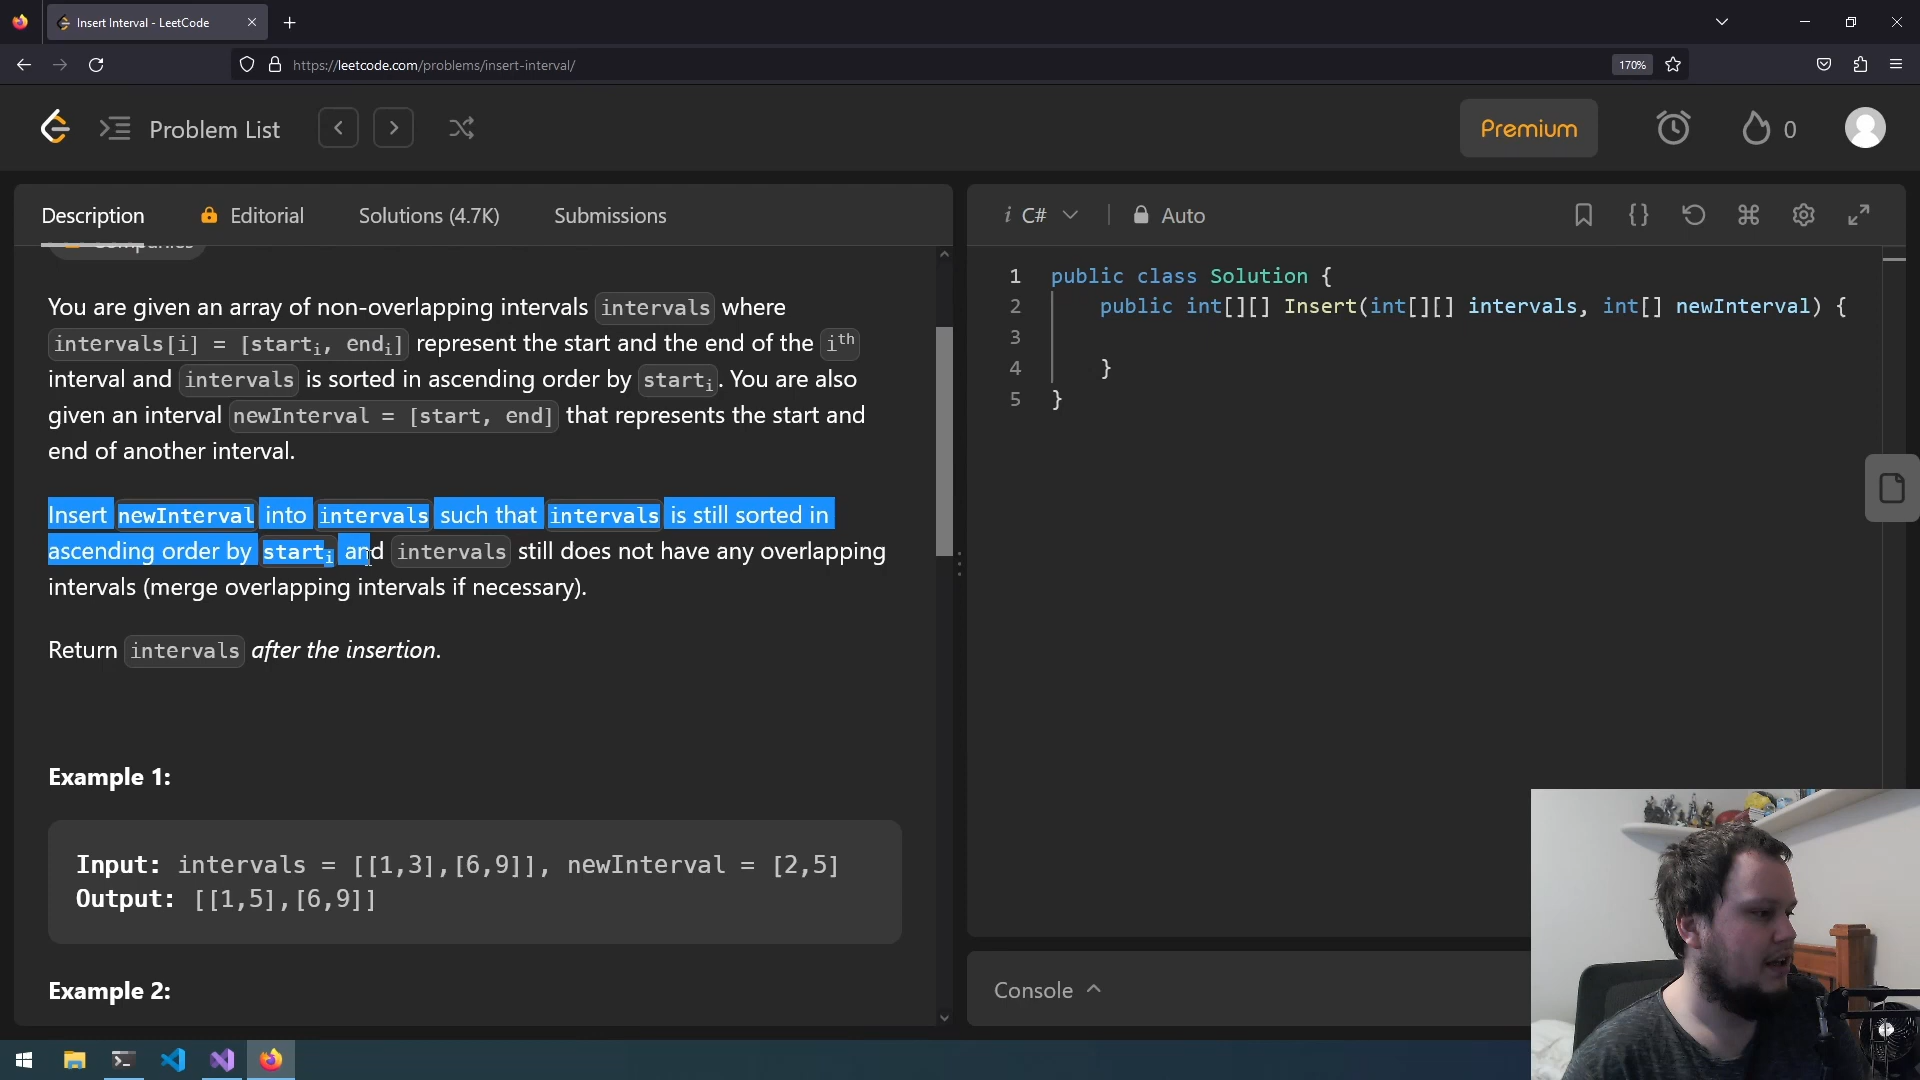 Insert Interval - LeetCode
https://leetcode.com/problems/insert-interval/
170%
Problem List
Premium
0
Description
Editorial
Solutions (4.7K)
Submissions
Companies
You are given an array of non-overlapping intervals intervals where
intervals[i] = [starti, endi] represent the start and the end of the ith
interval and intervals is sorted in ascending order by starti. You are also
given an interval newInterval = [start, end] that represents the start and
end of another interval.
Insert newInterval into intervals such that intervals is still sorted in
ascending order by starti and intervals still does not have any overlapping
intervals (merge overlapping intervals if necessary).
Return intervals after the insertion.
Example 1:
Input: intervals = [[1,3],[6,9]], newInterval = [2,5]
Output: [[1,5],[6,9]]
Example 2:
i C#
Auto
1 public class Solution {
2 public int[][] Insert(int[][] intervals, int[] newInterval) {
3
4 }
5 }
Console